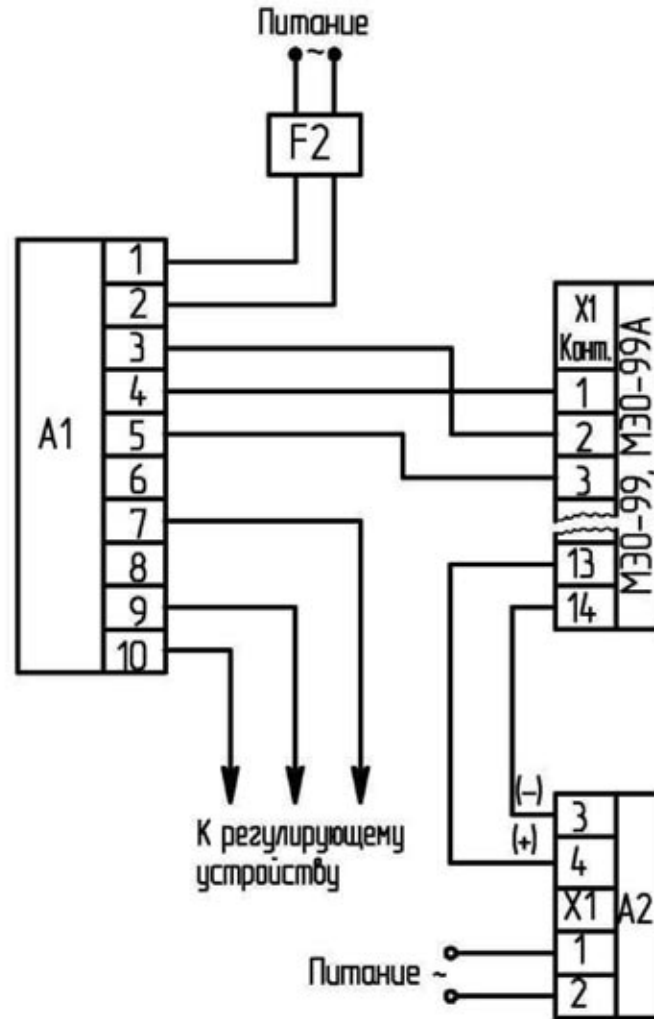 Питание
~
F2
A1
1
2
3
4
5
6
7
8
9
10
X1
Конт.
1
2
3
13
14
МЭО-99, МЭО-99А
К регулирующему
устройству
(-)
(+)
3
4
X1
1
2
A2
Питание ~